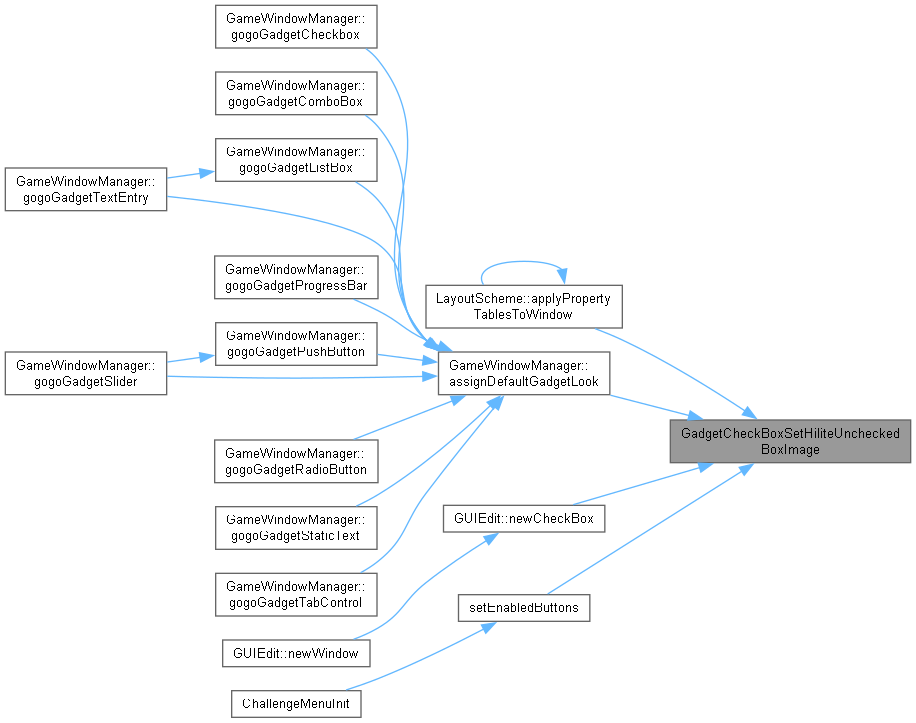 GameWindowManager::
gogoGadgetCheckbox
GameWindowManager::
gogoGadgetComboBox
GameWindowManager::
gogoGadgetListBox
GameWindowManager::
gogoGadgetTextEntry
GameWindowManager::
gogoGadgetProgressBar
LayoutScheme::applyProperty
TablesToWindow
GameWindowManager::
gogoGadgetPushButton
GameWindowManager::
gogoGadgetSlider
GameWindowManager::
assignDefaultGadgetLook
GadgetCheckBoxSetHiliteUnchecked
BoxImage
GameWindowManager::
gogoGadgetRadioButton
GameWindowManager::
gogoGadgetStaticText
GUIEdit::newCheckBox
GameWindowManager::
gogoGadgetTabControl
setEnabledButtons
GUIEdit::newWindow
ChallengeMenuInit